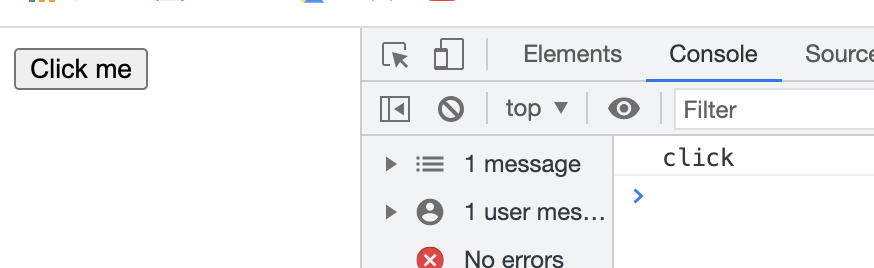 Click me
Elements Console Source
top Filter
1 message
click
1 user mes...
No errors